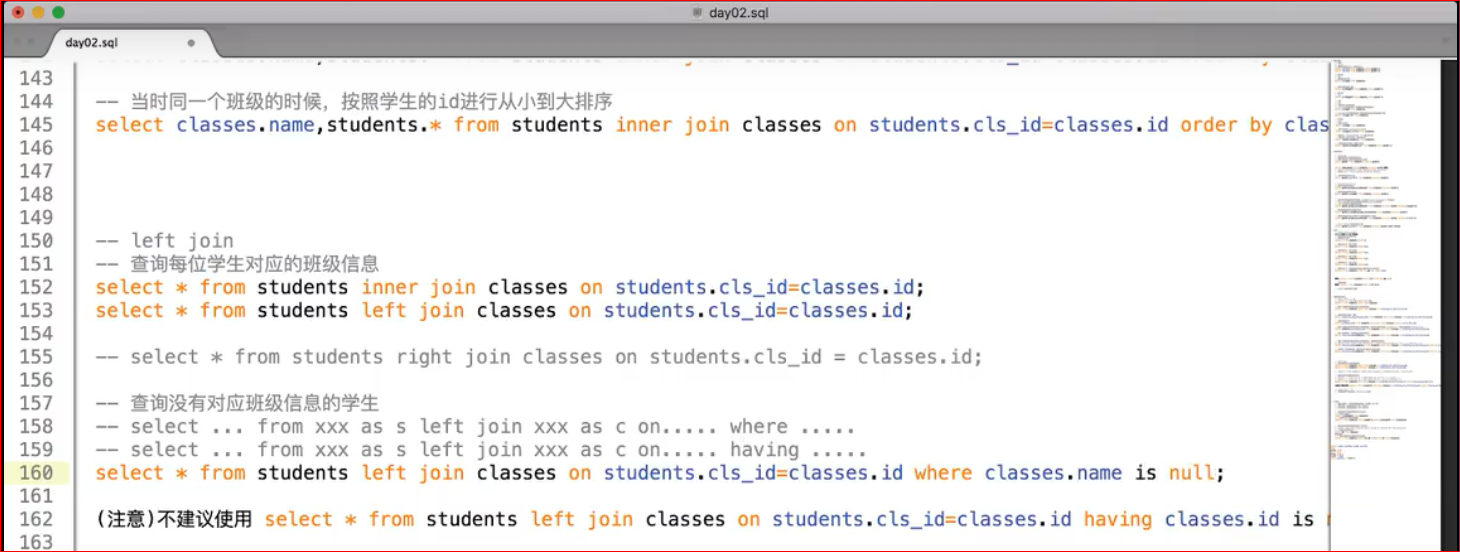 day02.sql
day02.sql
143
144 -- 当时同一个班级的时候，按照学生的id进行从小到大排序
145 select classes.name,students.* from students inner join classes on students.cls_id=classes.id order by clas
146
147
148
149
150 -- left join
151 -- 查询每位学生对应的班级信息
152 select * from students inner join classes on students.cls_id=classes.id;
153 select * from students left join classes on students.cls_id=classes.id;
154
155 -- select * from students right join classes on students.cls_id = classes.id;
156
157 -- 查询没有对应班级信息的学生
158 -- select ... from xxx as s left join xxx as c on..... where .....
159 -- select ... from xxx as s left join xxx as c on..... having .....
160 select * from students left join classes on students.cls_id=classes.id where classes.name is null;
161
162 (注意)不建议使用 select * from students left join classes on students.cls_id=classes.id having classes.id is
163